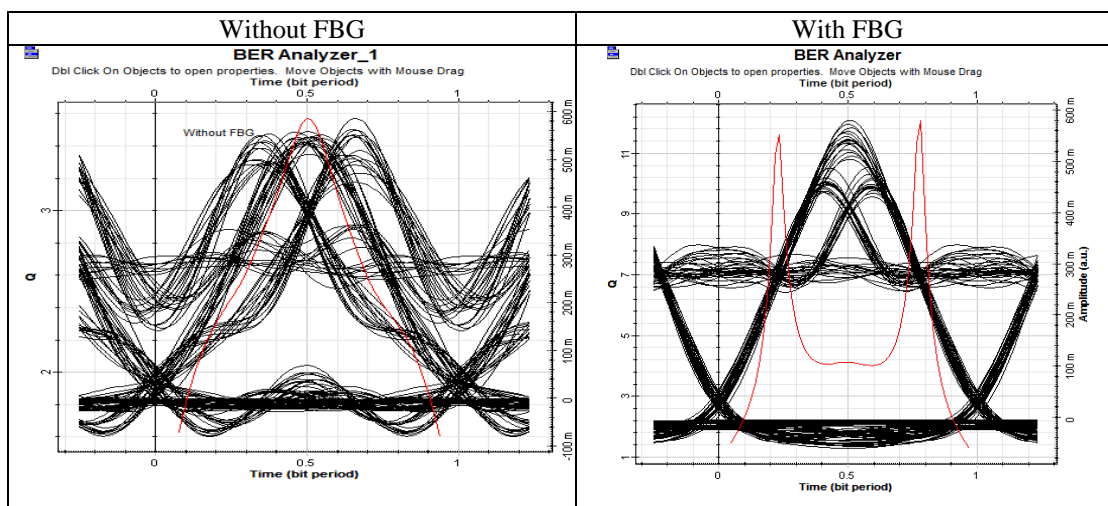 Without FBG
With FBG
BER Analyzer_1
Dbl Click On Objects to open properties. Move Objects with Mouse Drag
Time (bit period)
0 0.5 1
Without FBG
600 m
500 m
400 m
300 m
200 m
100 m
0
-100 m
3
2
Q
0 0.5 1
Time (bit period)
BER Analyzer
Dbl Click On Objects to open properties. Move Objects with Mouse Drag
Time (bit period)
0 0.5 1
11
9
7
5
3
1
Q
600 m
500 m
400 m
300 m
200 m
100 m
0
Amplitude (a.u.)
0 0.5 1
Time (bit period)